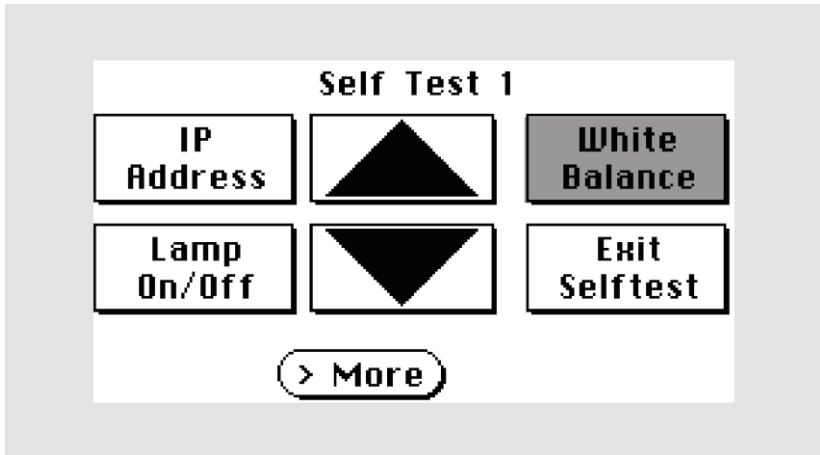 Self Test 1
IP
Address
White
Balance
Lamp
On/Off
Exit
Selftest
> More